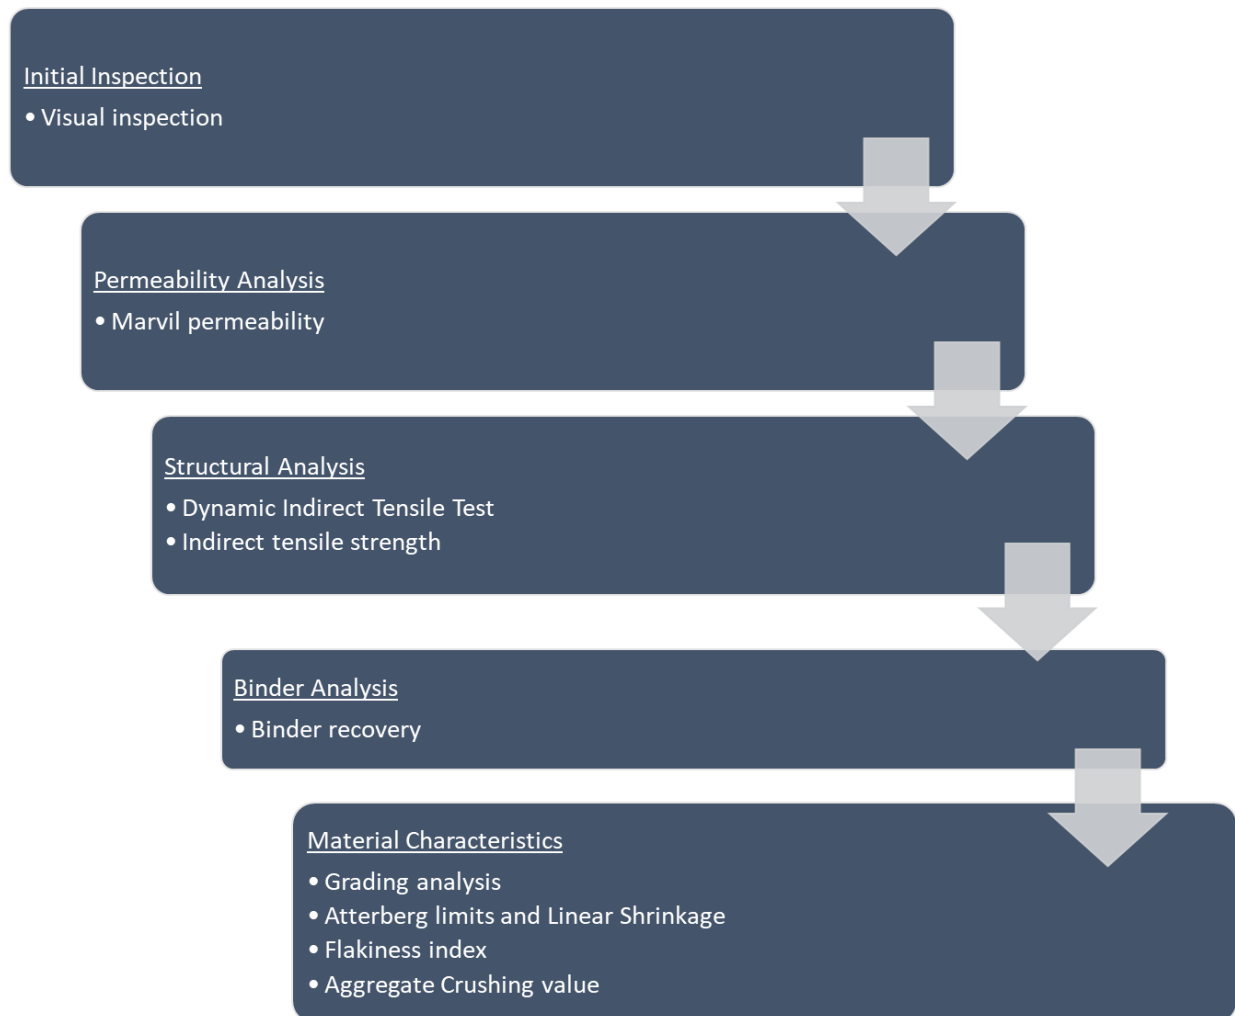 Initial Inspection
• Visual inspection
Permeability Analysis
• Marvil permeability
Structural Analysis
• Dynamic Indirect Tensile Test
• Indirect tensile strength
Binder Analysis
• Binder recovery
Material Characteristics
• Grading analysis
• Atterberg limits and Linear Shrinkage
• Flakiness index
• Aggregate Crushing value